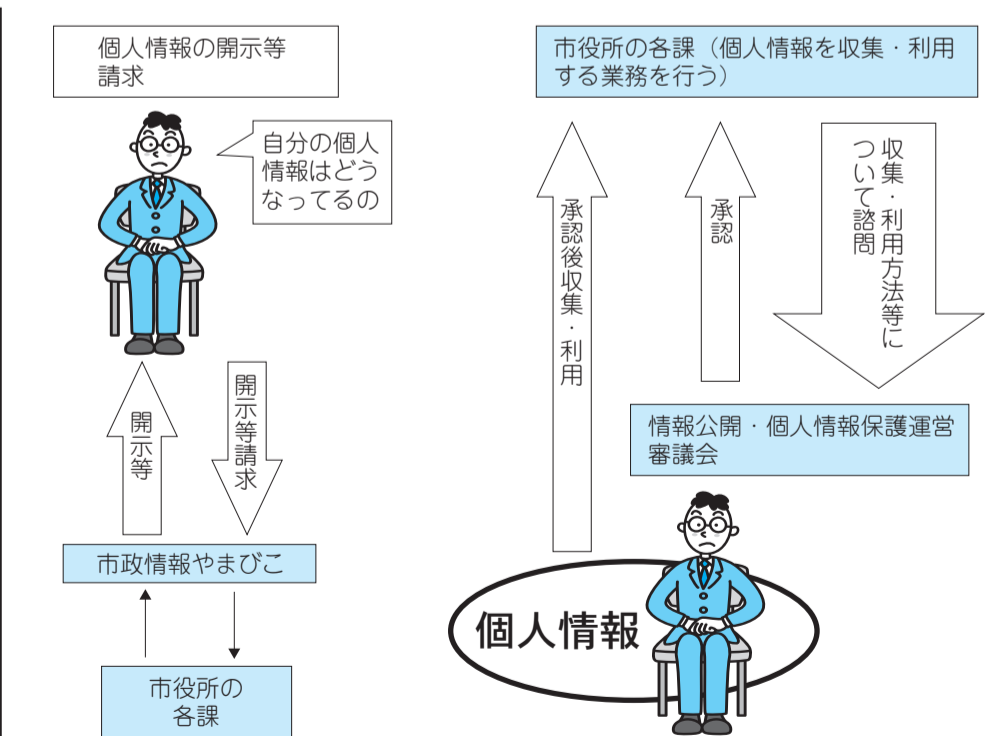 個人情報の開示等
請求
自分の個人
情報はどう
なってるの
開示等
開示等請求
市政情報やまびこ
市役所の
各課
市役所の各課（個人情報を収集・利用
する業務を行う）
承認後収集・利用
承認
収集・利用方法等に
ついて諮問
情報公開・個人情報保護運営
審議会
個人情報